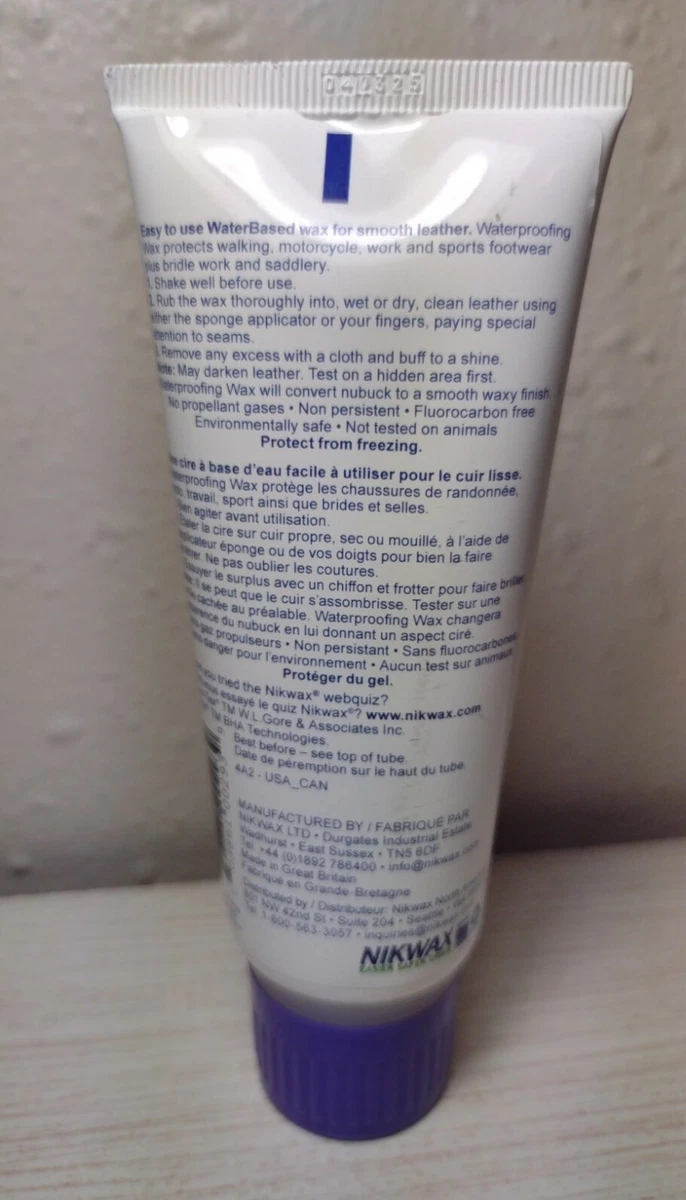 Easy to use WaterBased wax for smooth leather. Waterproofing
Wax protects walking, motorcycle, work and sports footwear
plus bridle work and saddlery.
1. Shake well before use.
2. Rub the wax thoroughly into, wet or dry, clean leather using
either the sponge applicator or your fingers, paying special
attention to seams.
3. Remove any excess with a cloth and buff to a shine.
Note: May darken leather. Test on a hidden area first.
Waterproofing Wax will convert nubuck to a smooth waxy finish.
No propellant gases • Non persistent • Fluorocarbon free
Environmentally safe • Not tested on animals
Protect from freezing.
cire à base d'eau facile à utiliser pour le cuir lisse.
Waterproofing Wax protège les chaussures de randonnée,
travail, sport ainsi que brides et selles.
agiter avant utilisation.
la cire sur cuir propre, sec ou mouillé, à l'aide de
éponge ou de vos doigts pour bien la faire
Ne pas oublier les coutures.
le surplus avec un chiffon et frotter pour faire briller
il se peut que le cuir s'assombrisse. Tester sur une
cachée au préalable. Waterproofing Wax changera
du nubuck en lui donnant un aspect ciré.
gaz propulseurs • Non persistant • Sans fluorocarbones
danger pour l'environnement • Aucun test sur animaux
Protéger du gel.
you tried the Nikwax® webquiz?
essayé le quiz Nikwax®? www.nikwax.com
TM W.L.Gore & Associates Inc.
TM BHA Technologies.
Best before – see top of tube.
Date de péremption sur le haut du tube.
4A2 - USA_CAN
MANUFACTURED BY / FABRIQUÉ PAR
NIKWAX LTD • Durgates Industrial Estate
Wadhurst • East Sussex • TN5 6DF
Tel. +44 (0)1892 786400 • info@nikwax.com
Made in Great Britain
Fabriqué en Grande-Bretagne
Distributed by / Distributeur: Nikwax North
NW 42nd St • Suite 204 • Seattle
Tel 1-800-563-3057 • inquiries@nikwax
NIKWAX